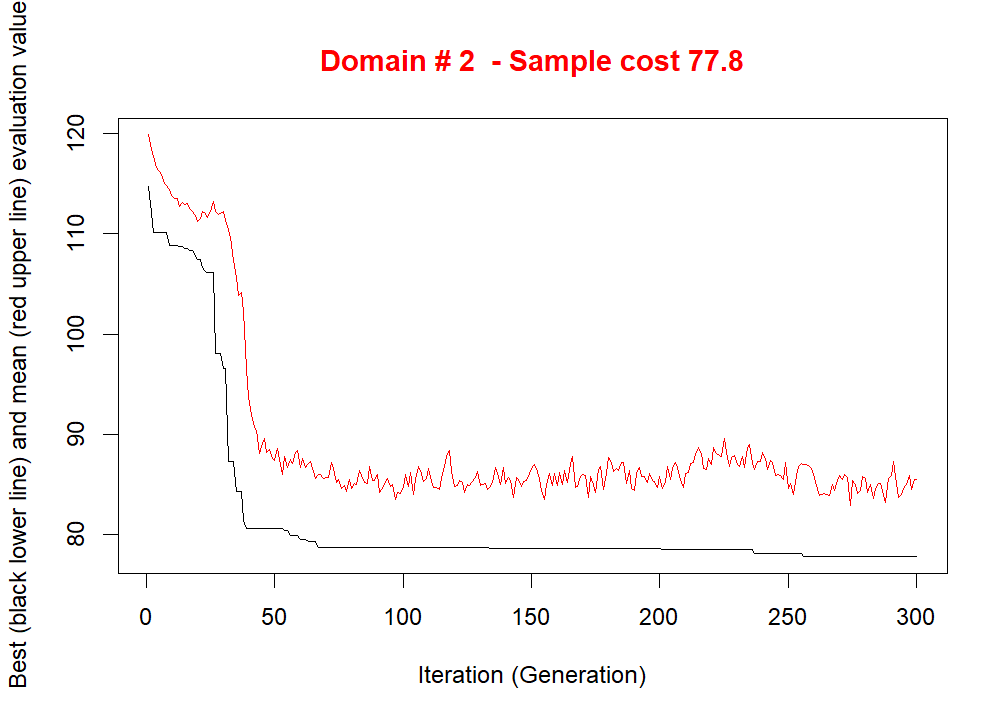 Domain # 2  - Sample cost 77.8
Best (black lower line) and mean (red upper line) evaluation value
120
110
100
90
80
0 50 100 150 200 250 300
Iteration (Generation)